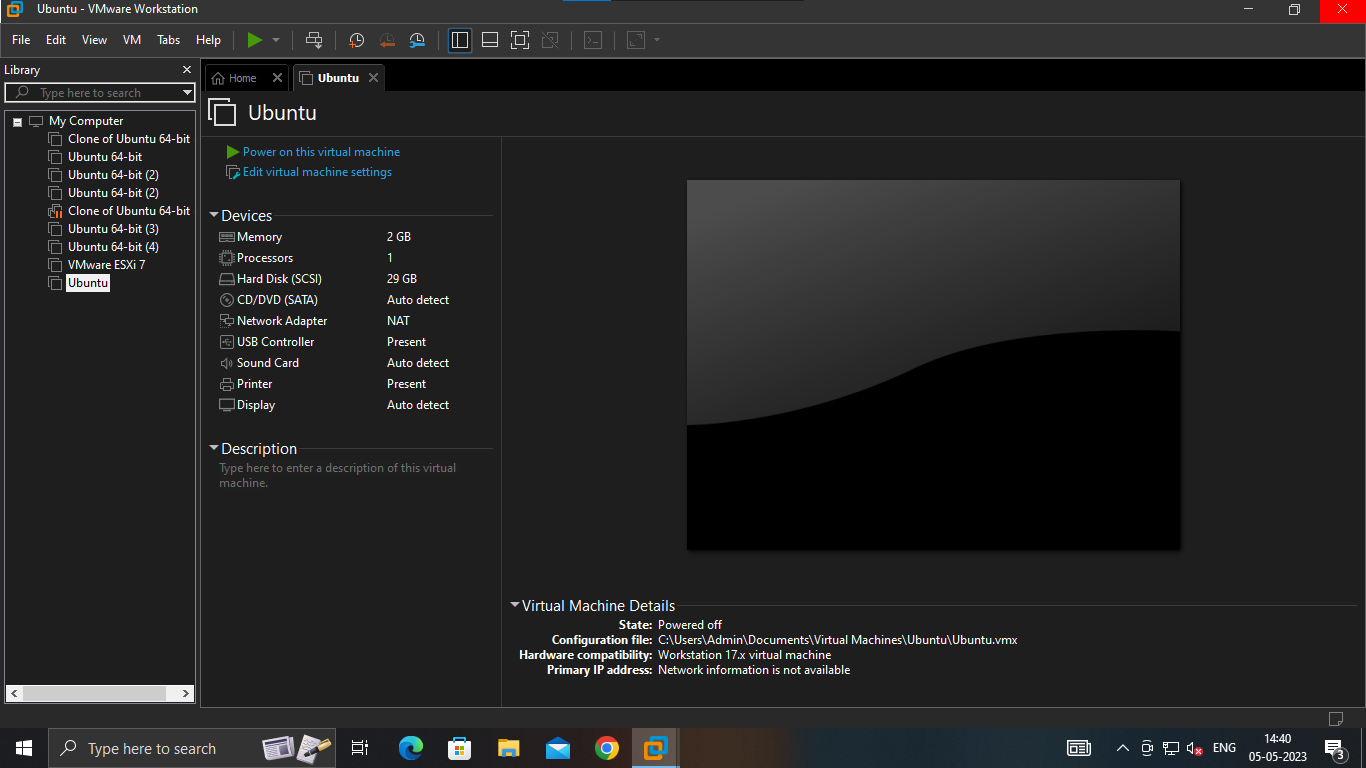 Ubuntu - VMware Workstation
File Edit View VM Tabs Help
Library
Type here to search
My Computer
Clone of Ubuntu 64-bit
Ubuntu 64-bit
Ubuntu 64-bit (2)
Ubuntu 64-bit (2)
Clone of Ubuntu 64-bit
Ubuntu 64-bit (3)
Ubuntu 64-bit (4)
VMware ESXi 7
Ubuntu
Home Ubuntu
Ubuntu
Power on this virtual machine
Edit virtual machine settings
Devices
Memory 2 GB
Processors 1
Hard Disk (SCSI) 29 GB
CD/DVD (SATA) Auto detect
Network Adapter NAT
USB Controller Present
Sound Card Auto detect
Printer Present
Display Auto detect
Description
Type here to enter a description of this virtual
machine.
Virtual Machine Details
State: Powered off
Configuration file: C:\Users\Admin\Documents\Virtual Machines\Ubuntu\Ubuntu.vmx
Hardware compatibility: Workstation 17.x virtual machine
Primary IP address: Network information is not available
Type here to search
ENG
14:40
05-05-2023
3